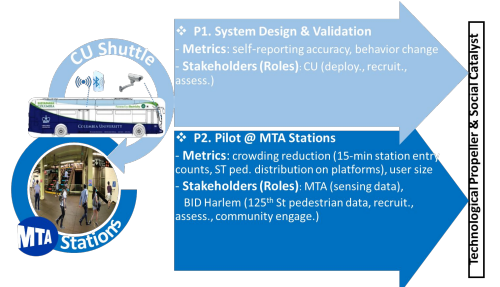 CU Shuttle
❖ P1. System Design & Validation
- Metrics: self-reporting accuracy, behavior change
- Stakeholders (Roles): CU (deploy., recruit.,
assess.)
COLUMBIA UNIVERSITY
❖ P2. Pilot @ MTA Stations
- Metrics: crowding reduction (15-min station entry
counts, ST ped. distribution on platforms), user size
- Stakeholders (Roles): MTA (sensing data),
BID Harlem (125th St pedestrian data, recruit.,
assess., community engage.)
MTA
Stations
Technological Propeller & Social Catalyst